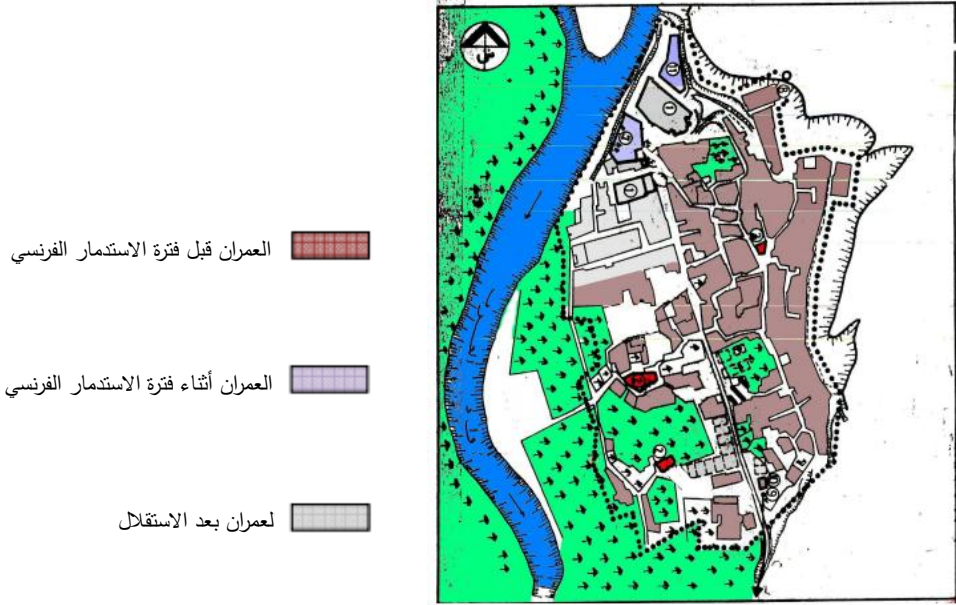 العمران قبل فترة الاستدمار الفرنسي
العمران أثناء فترة الاستدمار الفرنسي
لعمران بعد الاستقلال